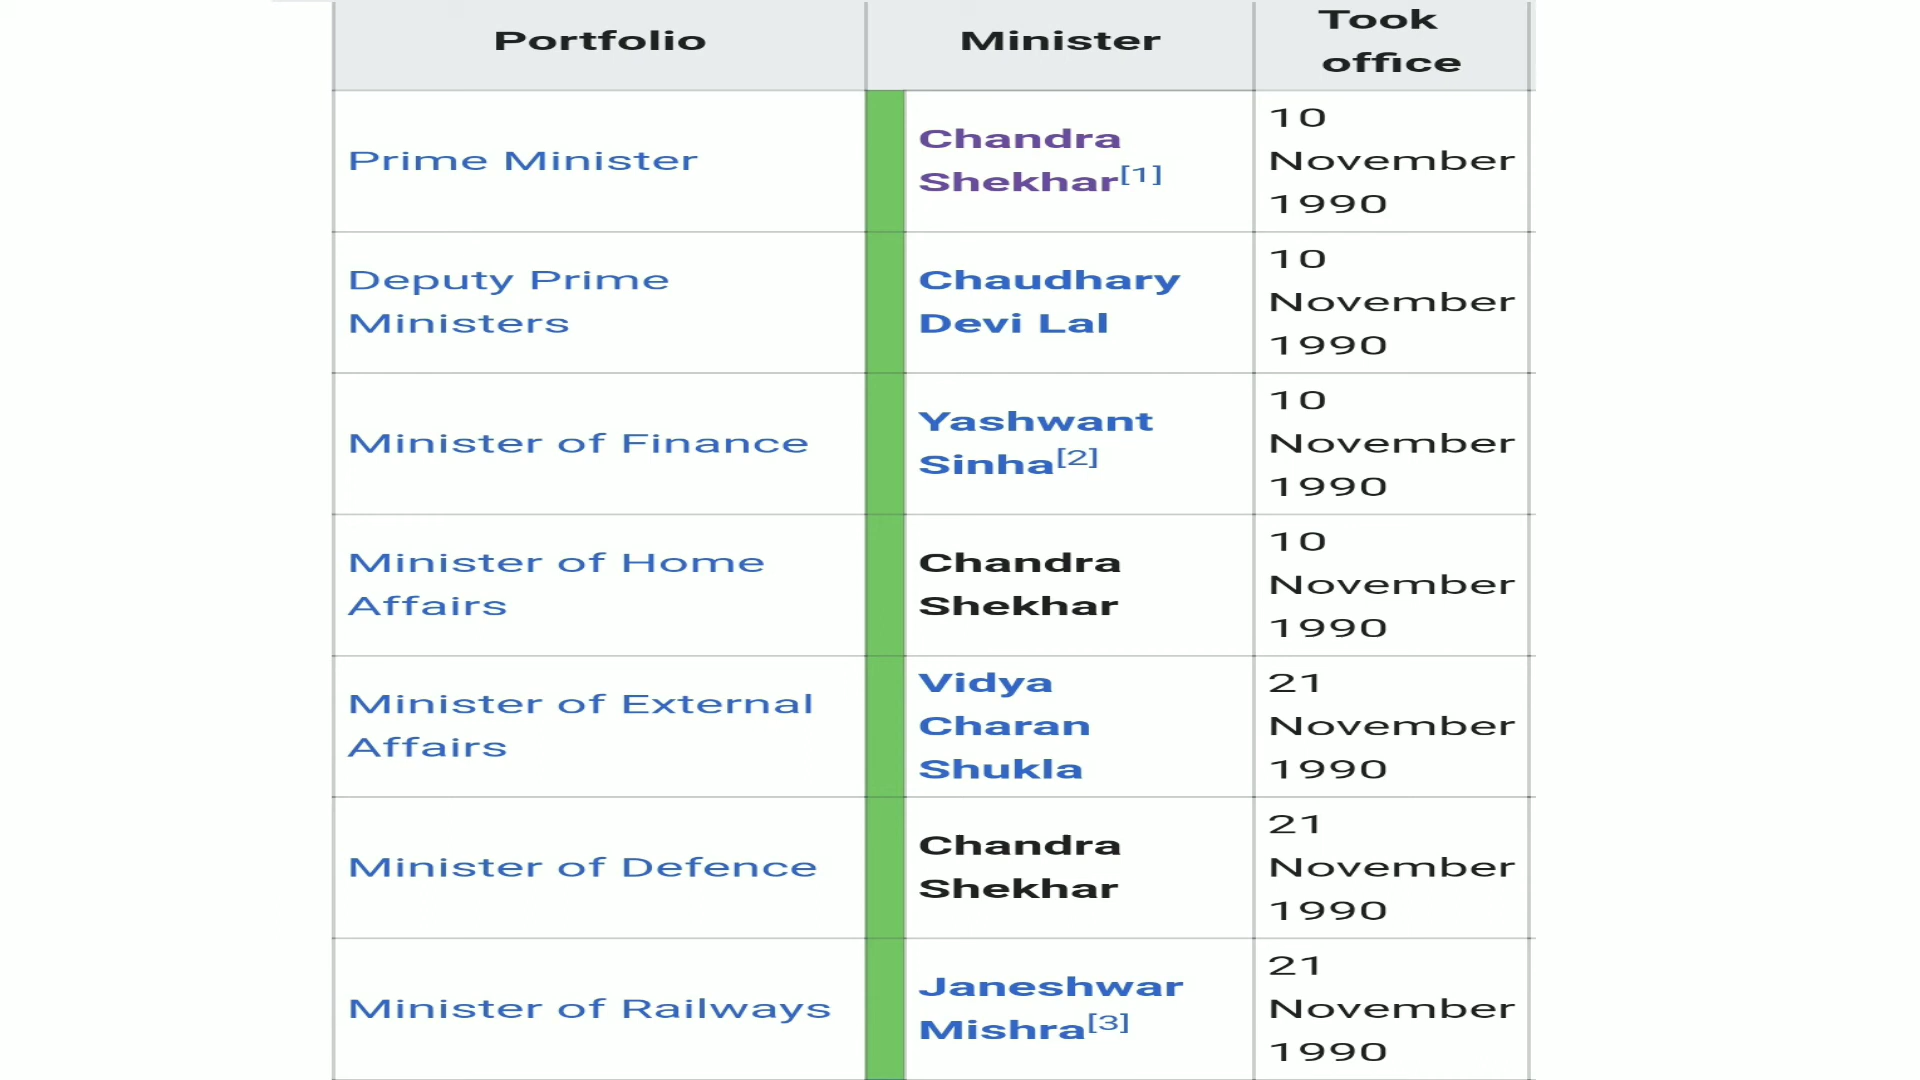 Portfolio
Minister
Took
office
Prime Minister
Chandra
Shekhar[1]
10
November
1990
Deputy Prime
Ministers
Chaudhary
Devi Lal
10
November
1990
Minister of Finance
Yashwant
Sinha[2]
10
November
1990
Minister of Home
Affairs
Chandra
Shekhar
10
November
1990
Minister of External
Affairs
Vidya
Charan
Shukla
21
November
1990
Minister of Defence
Chandra
Shekhar
21
November
1990
Minister of Railways
Janeshwar
Mishra[3]
21
November
1990